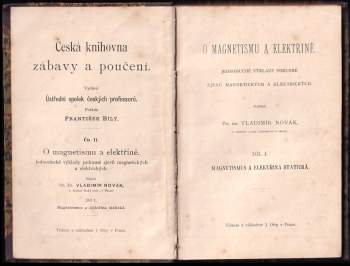 Česká knihovna
zábavy a poučení.
Vydává
Ústřední spolek českých professorů.
Pořádá
FRANTIŠEK BÍLÝ.
Čís. 11.
O magnetismu a elektřině.
Jednoduché výklady pokusné zjevů magnetických
a elektrických.
Napsal
Ph. Dr. VLADIMÍR NOVÁK,
Díl I.
Magnetismus a elektřina statická.
Tiskem a nákladem J. Otty v Praze.
O MAGNETISMU A ELEKTŘINĚ.
JEDNODUCHÉ VÝKLADY POKUSNÉ
ZJEVŮ MAGNETICKÝCH A ELEKTRICKÝCH.
NAPSAL
PH. DR. VLADIMÍR NOVÁK,
DÍL I.
MAGNETISMUS A ELEKTŘINA STATICKÁ.
Tiskem a nákladem J. Otty v Praze.